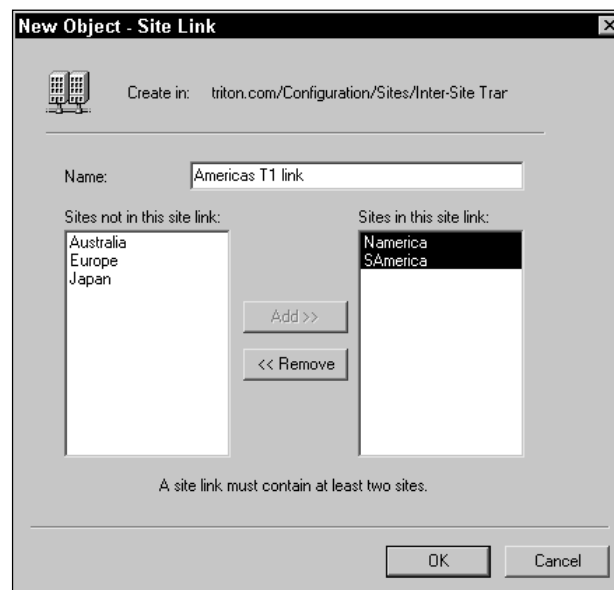 New Object - Site Link
Create in: triton.com/Configuration/Sites/Inter-Site Tran
Name: Americas T1 link
Sites not in this site link:
Australia
Europe
Japan
Add >>
<< Remove
Sites in this site link:
Namerica
SAmerica
A site link must contain at least two sites.
OK
Cancel